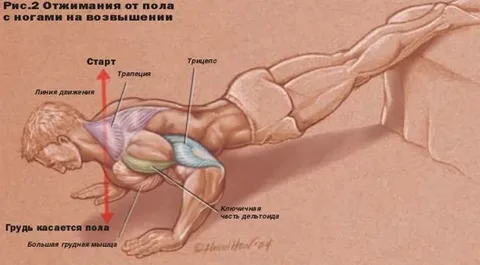 Рис.2 Отжимания от пола
с ногами на возвышении
Старт
Трицепс
Трапеция
Линия движения
Ключичная
часть дельтоида
Грудь касается пола
Большая грудная мышца